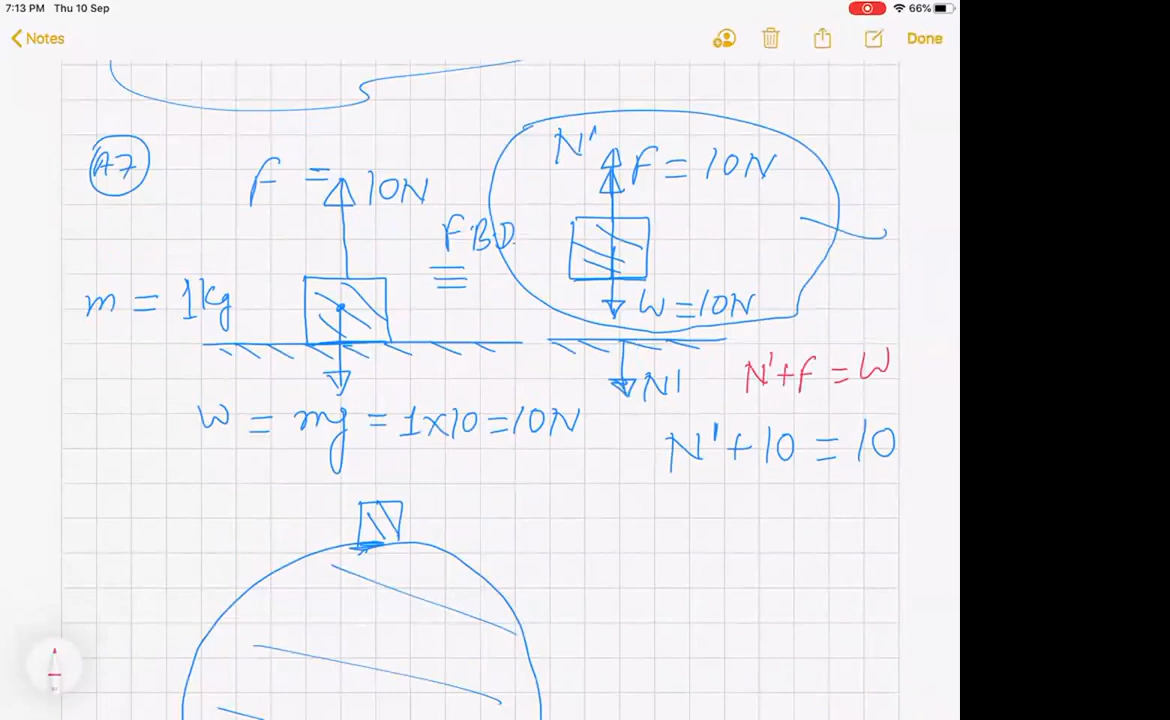 7:13 PM Thu 10 Sep
66%
Notes
Done
A7
F = 10N
N'
F = 10N
FBD
m = 1kg
W = 10N
N'
N'+F = W
W = mg = 1×10 = 10N
N'+10 = 10